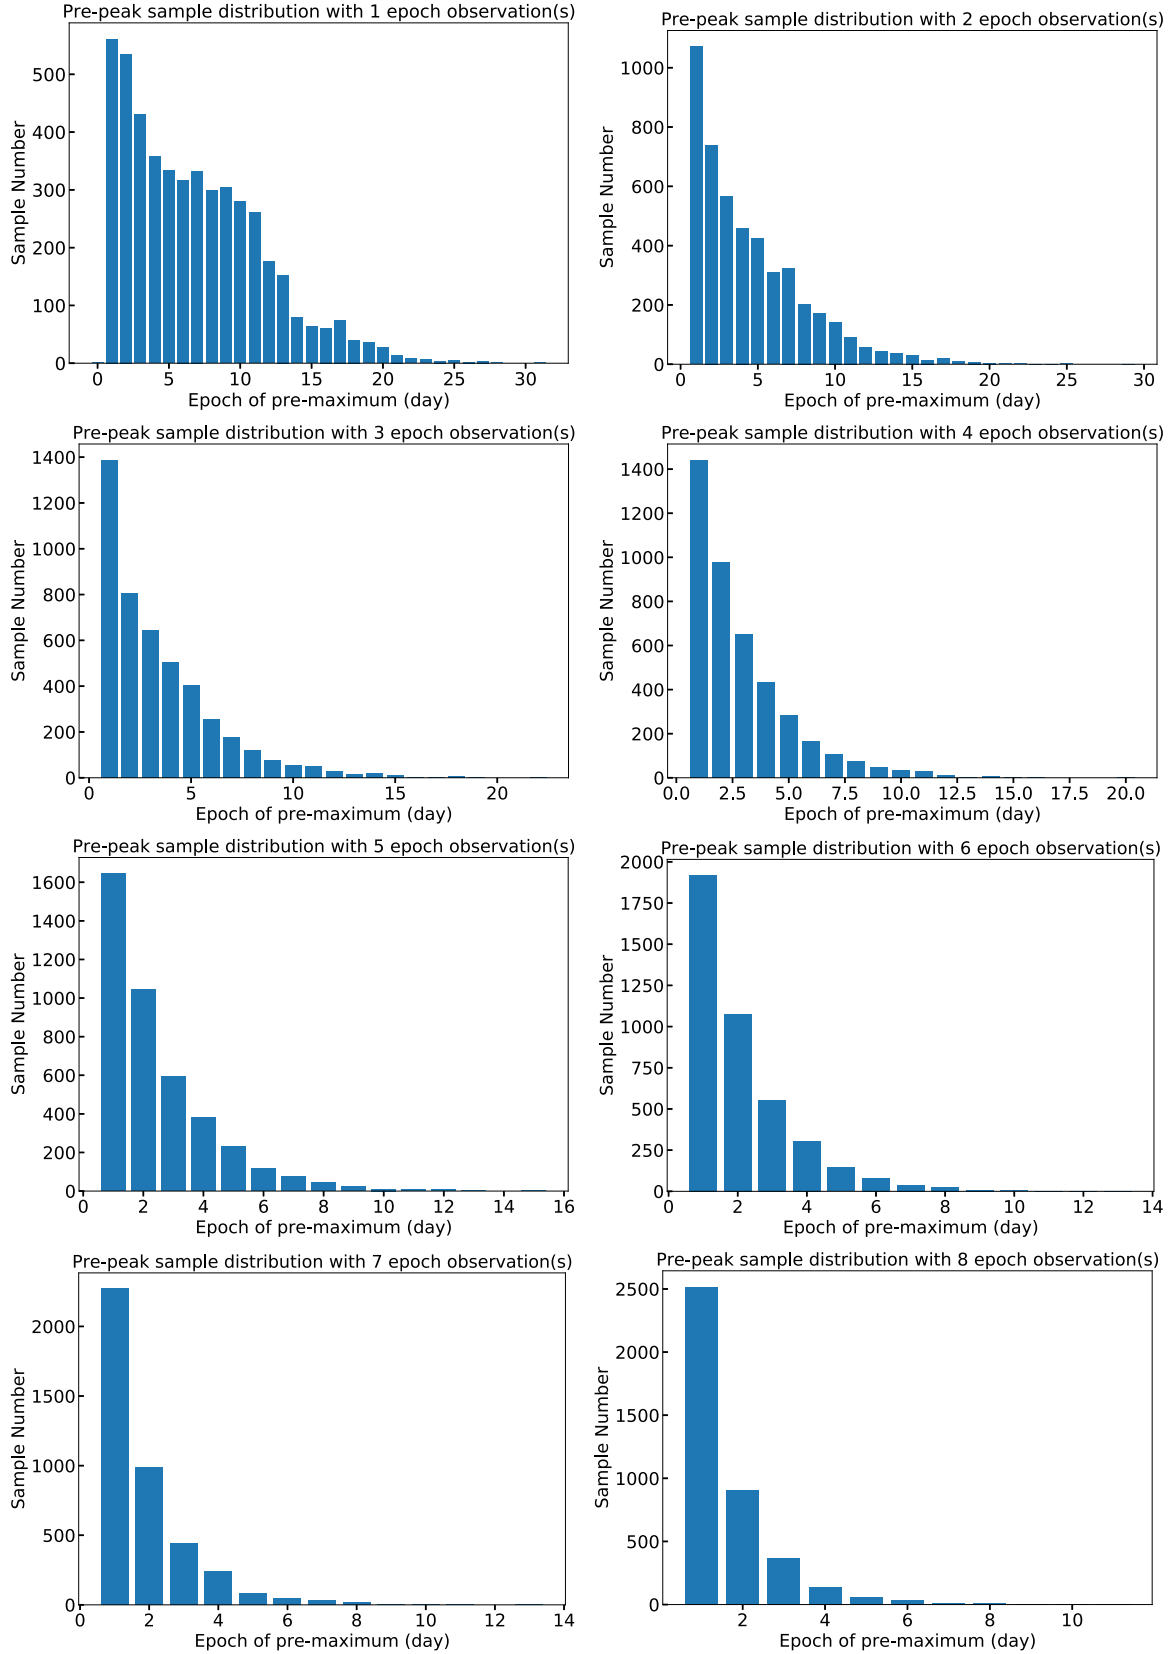 Pre-peak sample distribution with 1 epoch observation(s)
500
400
300
200
100
0
Sample Number
0 5 10 15 20 25 30
Epoch of pre-maximum (day)
Pre-peak sample distribution with 2 epoch observation(s)
1000
800
600
400
200
0
Sample Number
0 5 10 15 20 25 30
Epoch of pre-maximum (day)
Pre-peak sample distribution with 3 epoch observation(s)
1400
1200
1000
800
600
400
200
0
Sample Number
0 5 10 15 20
Epoch of pre-maximum (day)
Pre-peak sample distribution with 4 epoch observation(s)
1400
1200
1000
800
600
400
200
0
Sample Number
0.0 2.5 5.0 7.5 10.0 12.5 15.0 17.5 20.0
Epoch of pre-maximum (day)
Pre-peak sample distribution with 5 epoch observation(s)
1600
1400
1200
1000
800
600
400
200
0
Sample Number
0 2 4 6 8 10 12 14 16
Epoch of pre-maximum (day)
Pre-peak sample distribution with 6 epoch observation(s)
2000
1750
1500
1250
1000
750
500
250
0
Sample Number
0 2 4 6 8 10 12 14
Epoch of pre-maximum (day)
Pre-peak sample distribution with 7 epoch observation(s)
2000
1500
1000
500
0
Sample Number
0 2 4 6 8 10 12 14
Epoch of pre-maximum (day)
Pre-peak sample distribution with 8 epoch observation(s)
2500
2000
1500
1000
500
0
Sample Number
2 4 6 8 10
Epoch of pre-maximum (day)